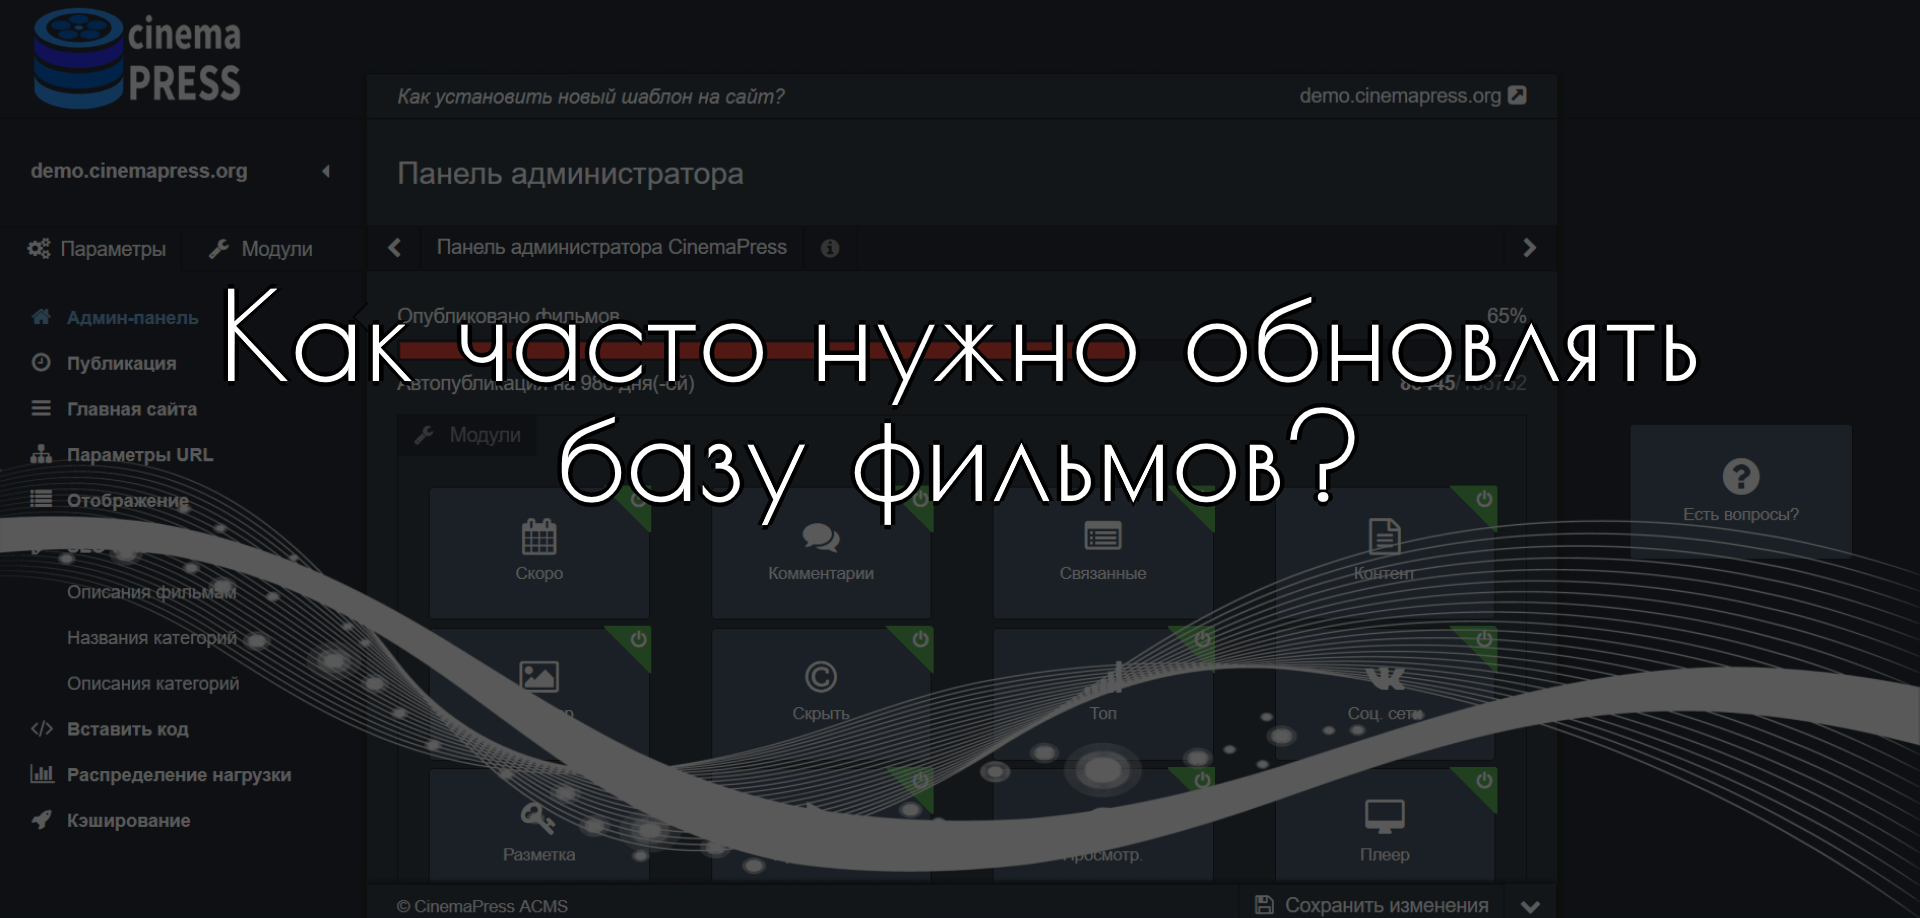 cinema
PRESS
Как установить новый шаблон на сайт?
demo.cinemapress.org
demo.cinemapress.org
Панель администратора
Параметры
Модули
Панель администратора CinemaPress
Как часто нужно обновлять
базу фильмов?
Опубликовано фильмов
65%
Автопубликация на 980 дня(-ей)
Админ-панель
Публикация
Главная сайта
Параметры URL
Отображение
Описания фильмам
Названия категорий
Описания категорий
Вставить код
Распределение нагрузки
Кэширование
Модули
Скоро
Комментарии
Связанные
Контент
Скрыть
Топ
Соц. сети
Разметка
Просмотр.
Плеер
Есть вопросы?
© CinemaPress ACMS
Сохранить изменения